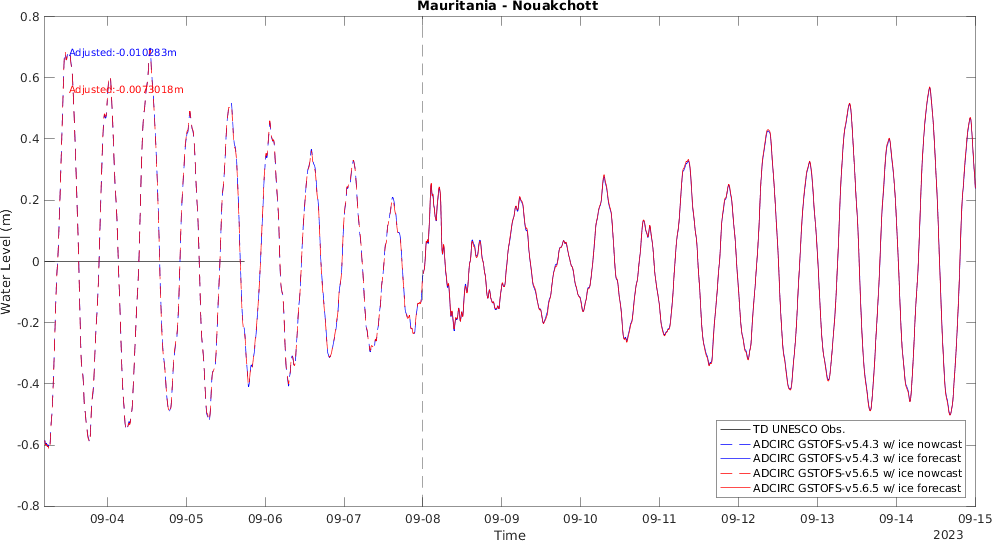 Mauritania - Nouakchott
0.8
0.6
0.4
0.2
0
-0.2
-0.4
-0.6
-0.8
Water Level (m)
Adjusted:-0.010283m
Adjusted:-0.0073018m
TD UNESCO Obs.
ADCIRC GSTOFS-v5.4.3 w/ ice nowcast
ADCIRC GSTOFS-v5.4.3 w/ ice forecast
ADCIRC GSTOFS-v5.6.5 w/ ice nowcast
ADCIRC GSTOFS-v5.6.5 w/ ice forecast
09-04 09-05 09-06 09-07 09-08 09-09 09-10 09-11 09-12 09-13 09-14 09-15
Time
2023